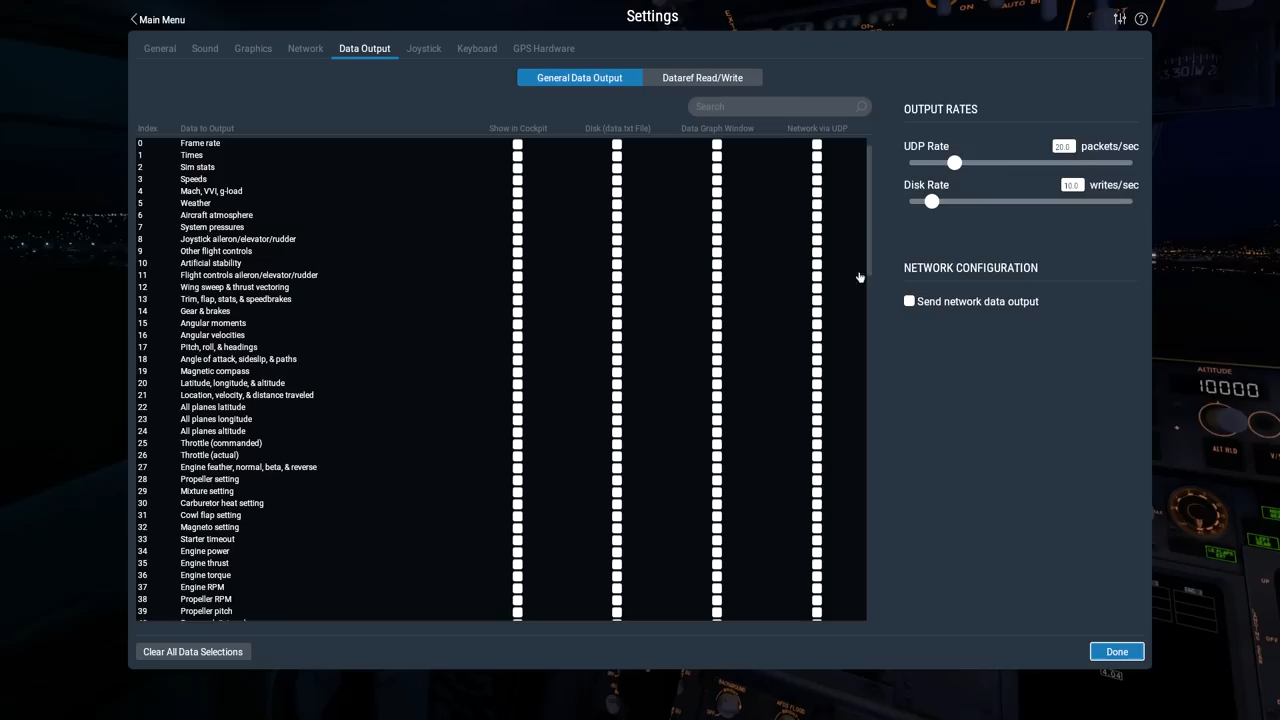 Main Menu
Settings
General Sound Graphics Network Data Output Joystick Keyboard GPS Hardware
General Data Output Dataref Read/Write
Search
Index Data to Output Show in Cockpit Disk (data.txt File) Data Graph Window Network via UDP
0 Frame rate
1 Times
2 Sim stats
3 Speeds
4 Mach, VVI, g-load
5 Weather
6 Aircraft atmosphere
7 System pressures
8 Joystick aileron/elevator/rudder
9 Other flight controls
10 Artificial stability
11 Flight controls aileron/elevator/rudder
12 Wing sweep & thrust vectoring
13 Trim, flap, stats, & speedbrakes
14 Gear & brakes
15 Angular moments
16 Angular velocities
17 Pitch, roll, & headings
18 Angle of attack, sideslip, & paths
19 Magnetic compass
20 Latitude, longitude, & altitude
21 Location, velocity, & distance traveled
22 All planes latitude
23 All planes longitude
24 All planes altitude
25 Throttle (commanded)
26 Throttle (actual)
27 Engine feather, normal, beta, & reverse
28 Propeller setting
29 Mixture setting
30 Carburetor heat setting
31 Cowl flap setting
32 Magneto setting
33 Starter timeout
34 Engine power
35 Engine thrust
36 Engine torque
37 Engine RPM
38 Propeller RPM
39 Propeller pitch
OUTPUT RATES
UDP Rate 20.0 packets/sec
Disk Rate 10.0 writes/sec
NETWORK CONFIGURATION
Send network data output
Clear All Data Selections
Done
ON
ON
ALTITUDE
10000
ALT HLD
V/S
UP
BACKGROUND
AFDS FLOOD
4.04